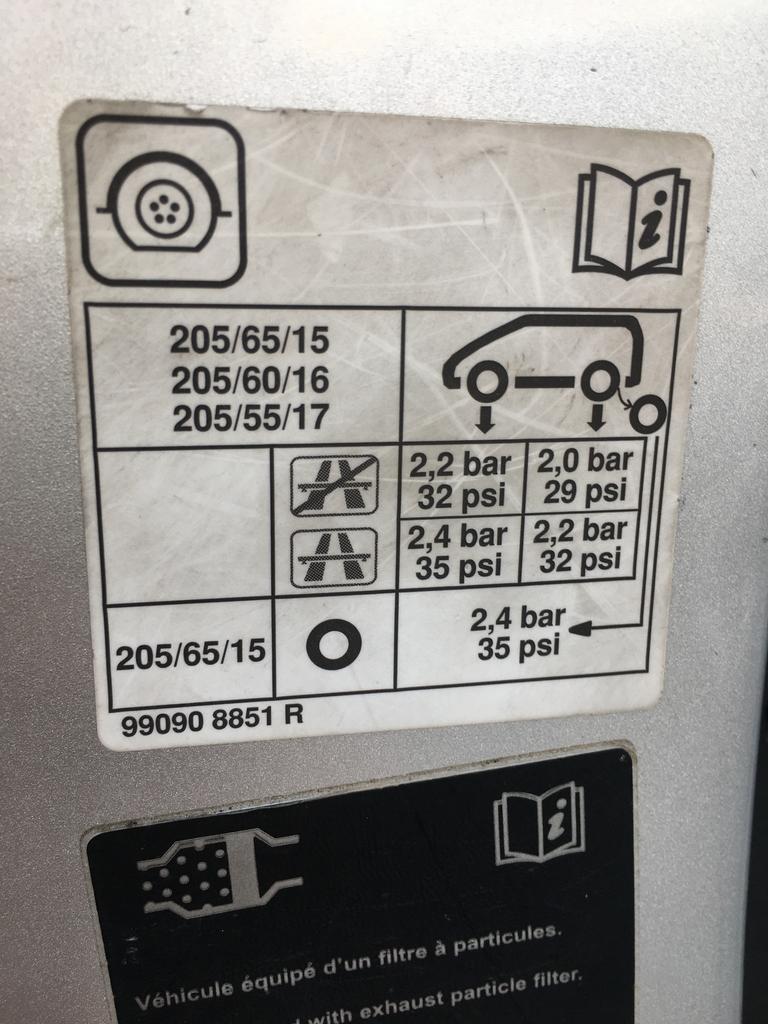 205/65/15
205/60/16
205/55/17
2,2 bar 2,0 bar
32 psi 29 psi
2,4 bar 2,2 bar
35 psi 32 psi
205/65/15
2,4 bar
35 psi
99090 8851 R
Véhicule équipé d'un filtre à particules.
with exhaust particle filter.